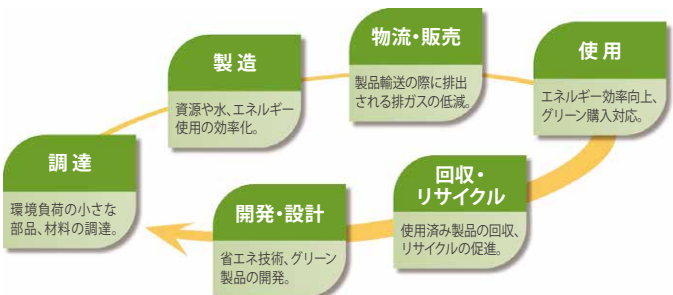 調達
環境負荷の小さな
部品、材料の調達。
製造
資源や水、エネルギー
使用の効率化。
物流・販売
製品輸送の際に排出
される排ガスの低減。
使用
エネルギー効率向上、
グリーン購入対応。
回収・
リサイクル
使用済み製品の回収、
リサイクルの促進。
開発・設計
省エネ技術、グリーン
製品の開発。